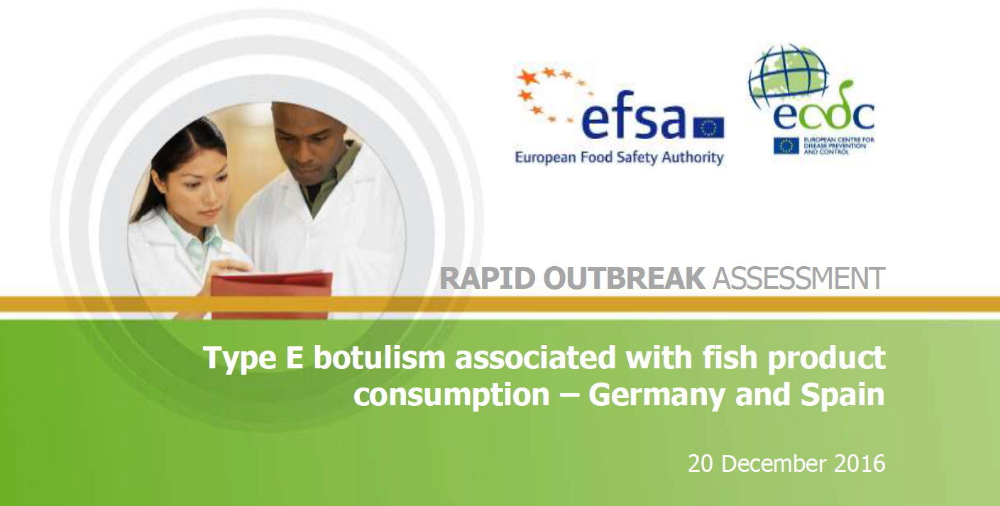 efsa
European Food Safety Authority
ecdc
EUROPEAN CENTRE FOR
DISEASE PREVENTION
AND CONTROL
RAPID OUTBREAK ASSESSMENT
Type E botulism associated with fish product
consumption – Germany and Spain
20 December 2016